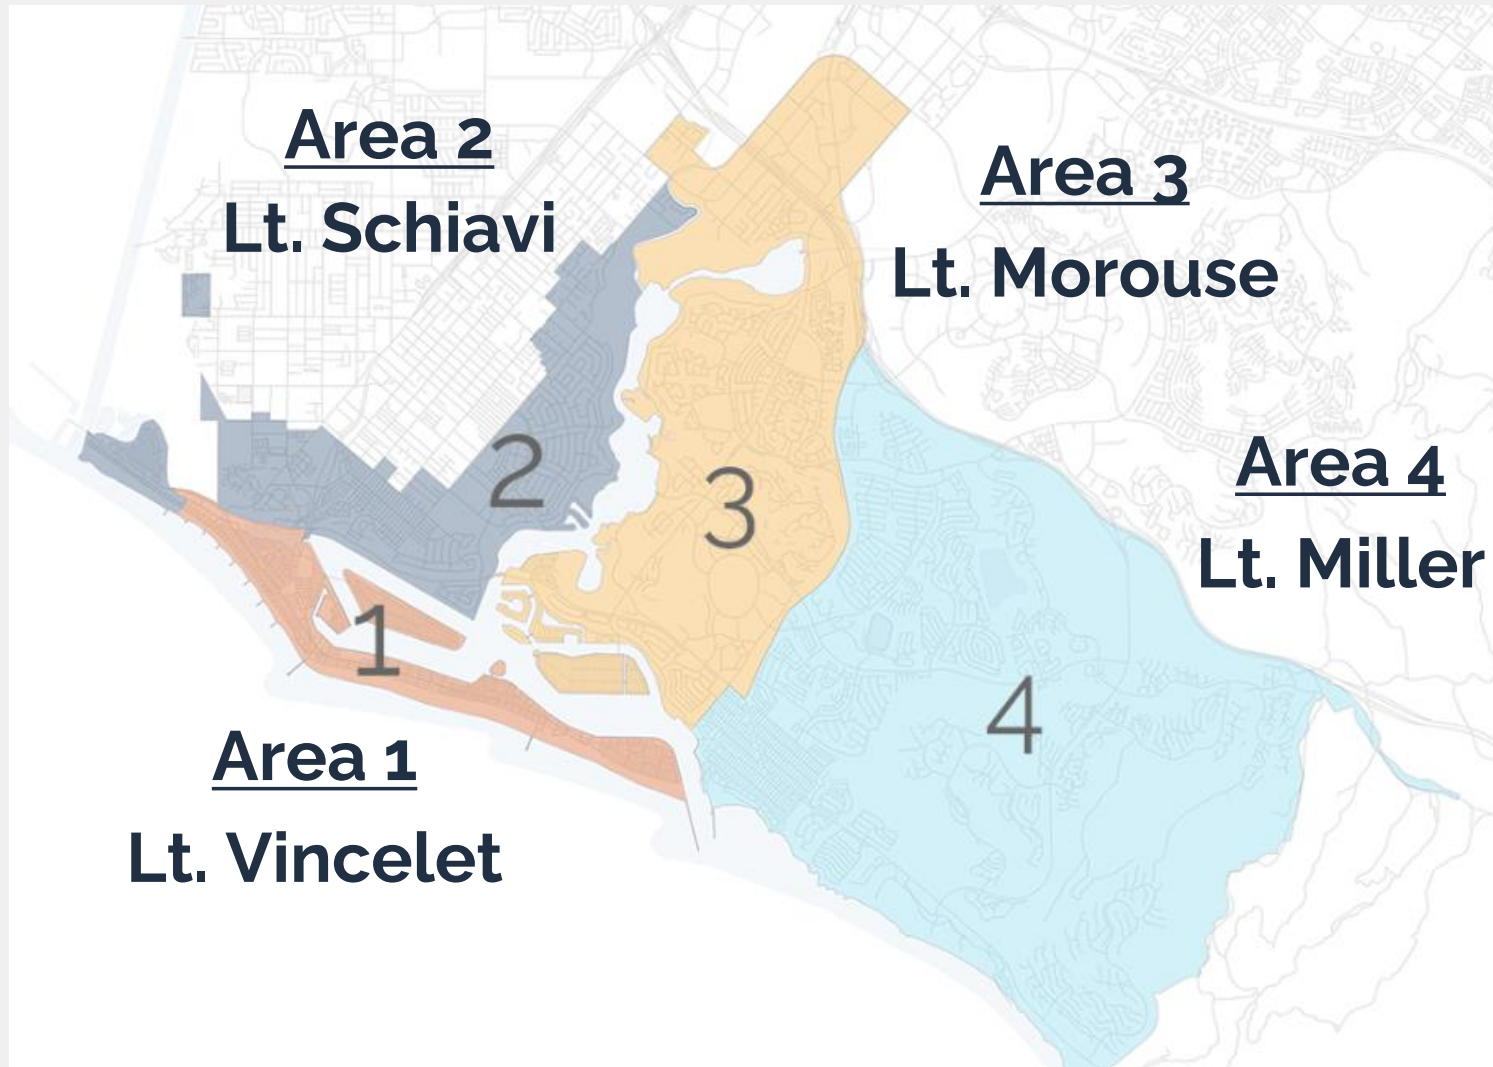 Area 2
Lt. Schiavi
Area 3
Lt. Morouse
Area 4
Lt. Miller
2
3
1
4
Area 1
Lt. Vincelet